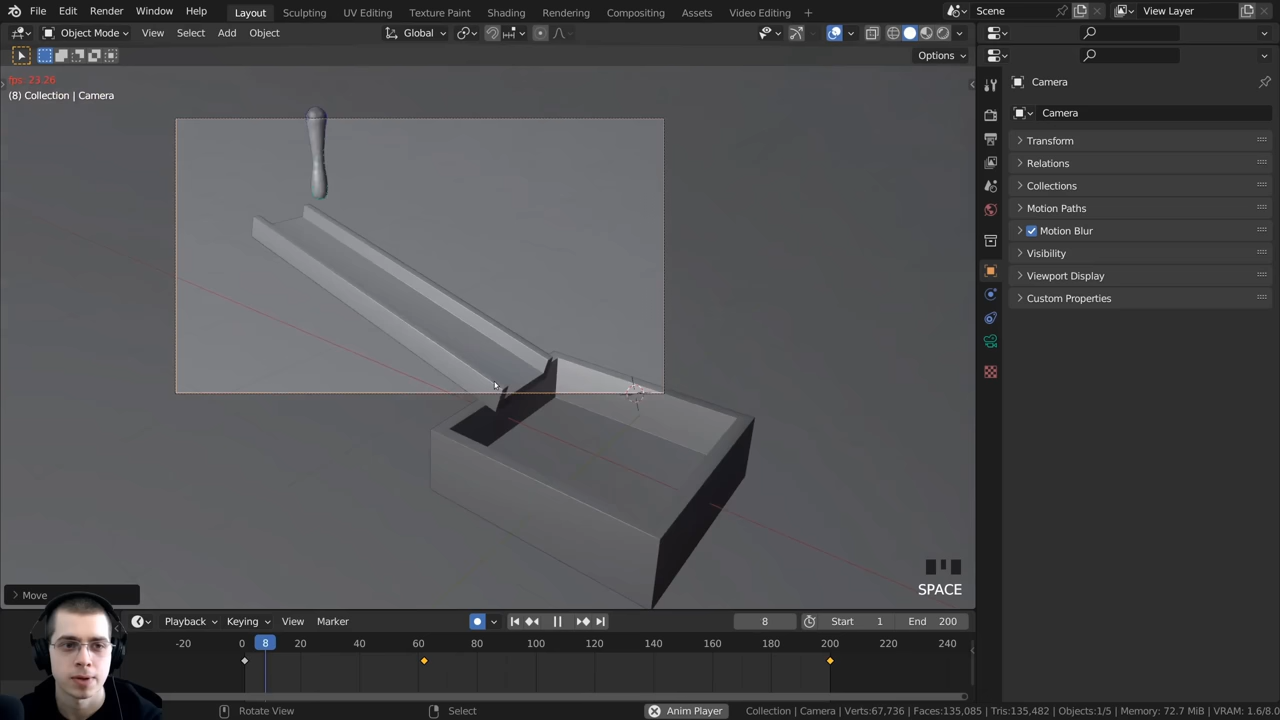 File Edit Render Window Help Layout Sculpting UV Editing Texture Paint Shading Rendering Compositing Assets Video Editing + Scene View Layer
Object Mode View Select Add Object Global
Options
fps: 23.26
(8) Collection | Camera
Camera
Camera
Transform
Relations
Collections
Motion Paths
Motion Blur
Visibility
Viewport Display
Custom Properties
SPACE
Move
Playback Keying View Marker 8 Start 1 End 200
-20 0 8 20 40 60 80 100 120 140 160 180 200 220 240
Rotate View Select Anim Player Collection | Camera | Verts:67,736 | Faces:135,085 | Tris:135,482 | Objects:1/5 | Memory: 72.7 MiB | VRAM: 1.6/8.0